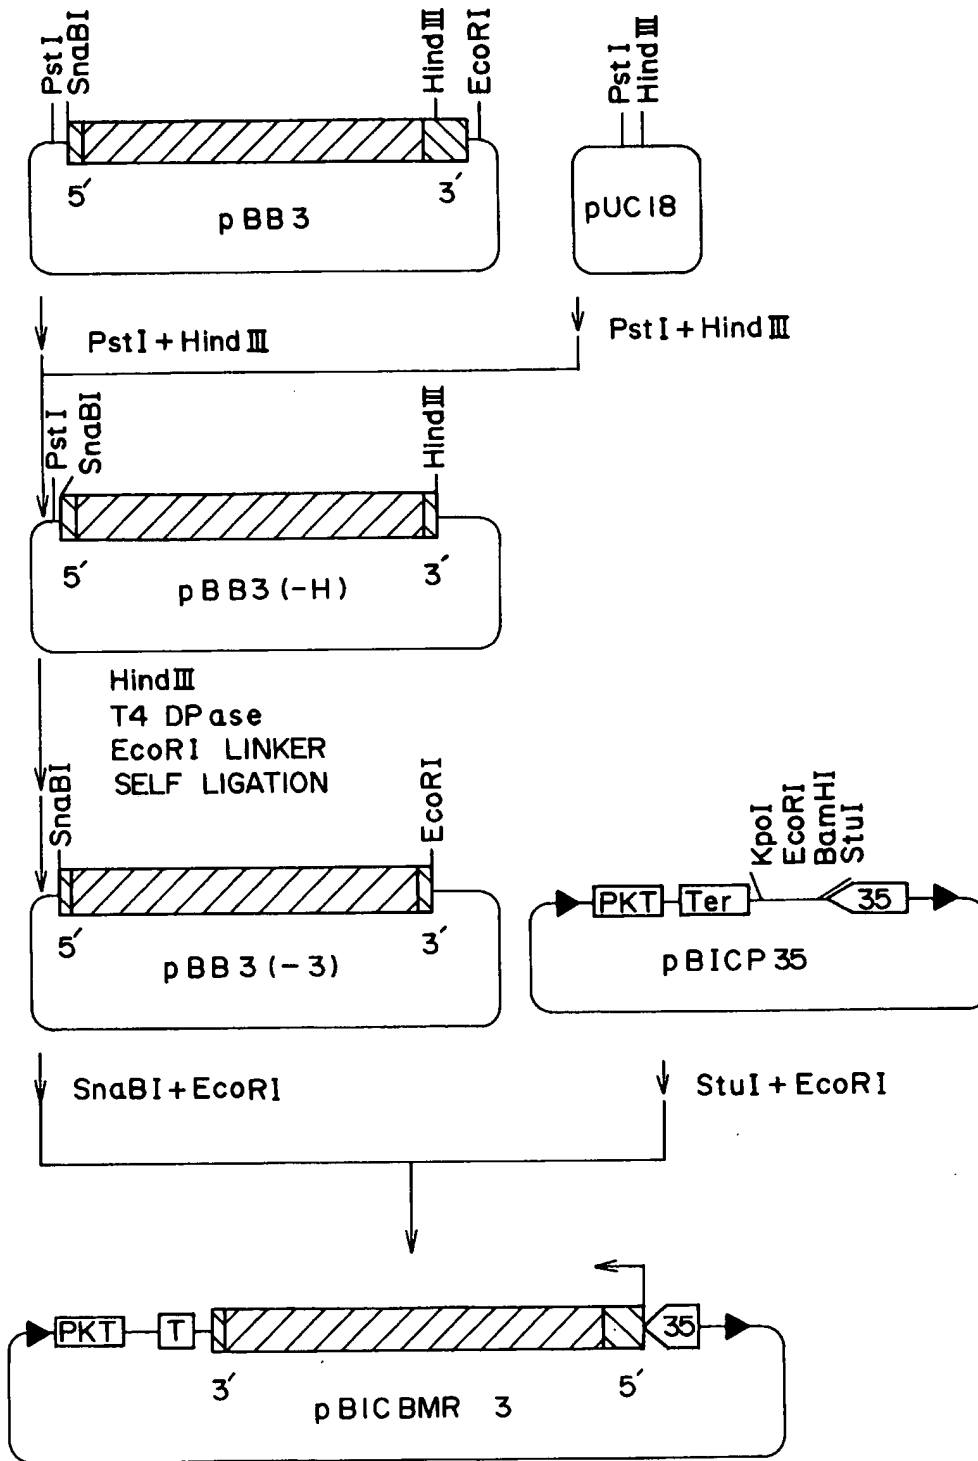 PstI
SnaBI
HindⅢ
EcoRI
PstI
HindⅢ
5′
3′
pBB3
pUC18
PstI+HindⅢ
PstI+HindⅢ
PstI
SnaBI
HindⅢ
5′
3′
pBB3(-H)
HindⅢ
T4 DPase
EcoRI LINKER
SELF LIGATION
SnaBI
EcoRI
KpoI
EcoRI
BamHI
StuI
PKT
Ter
35
5′
3′
pBB3(-3)
pBICP35
SnaBI+EcoRI
StuI+EcoRI
PKT
T
35
3′
5′
pBICBMR 3